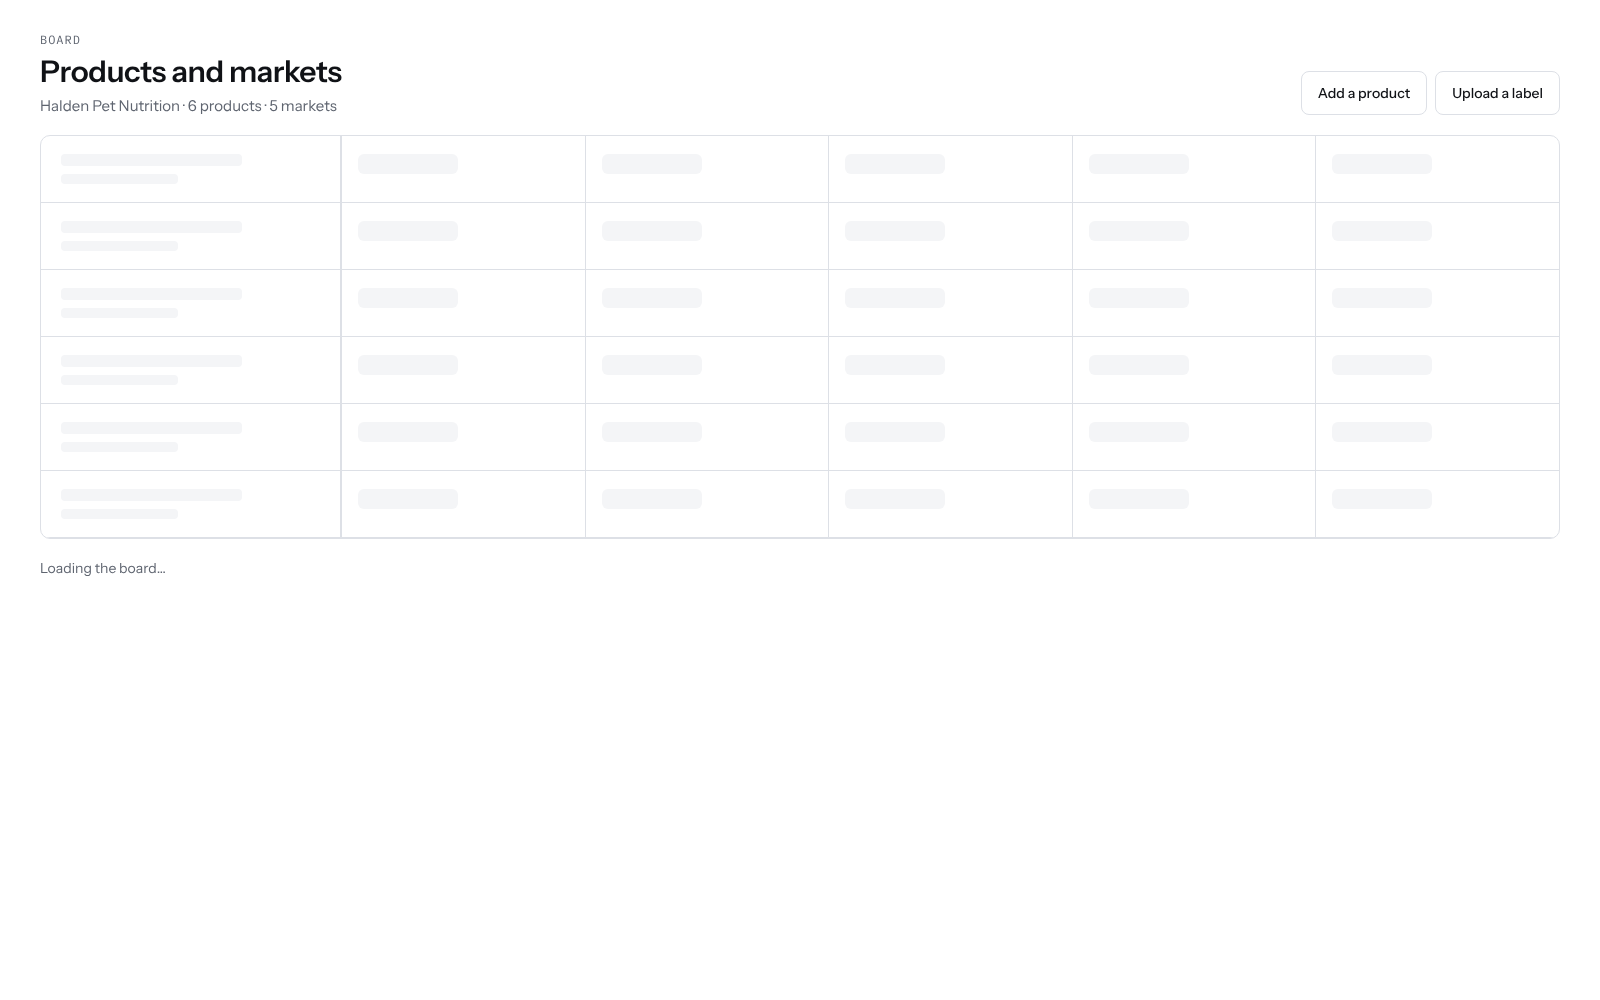 BOARD
Products and markets
Halden Pet Nutrition · 6 products · 5 markets
Add a product
Upload a label
Loading the board…